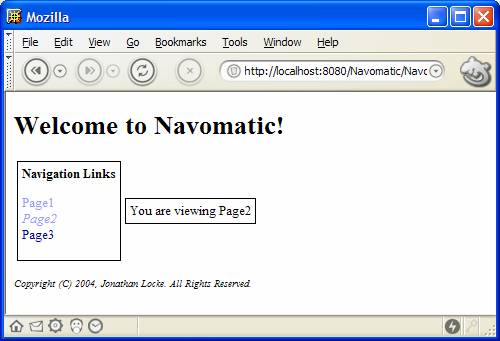 Mozilla
File Edit View Go Bookmarks Tools Window Help
http://localhost:8080/Navomatic/Navc
Welcome to Navomatic!
Navigation Links
Page1
Page2
Page3
You are viewing Page2
Copyright (C) 2004, Jonathan Locke. All Rights Reserved.